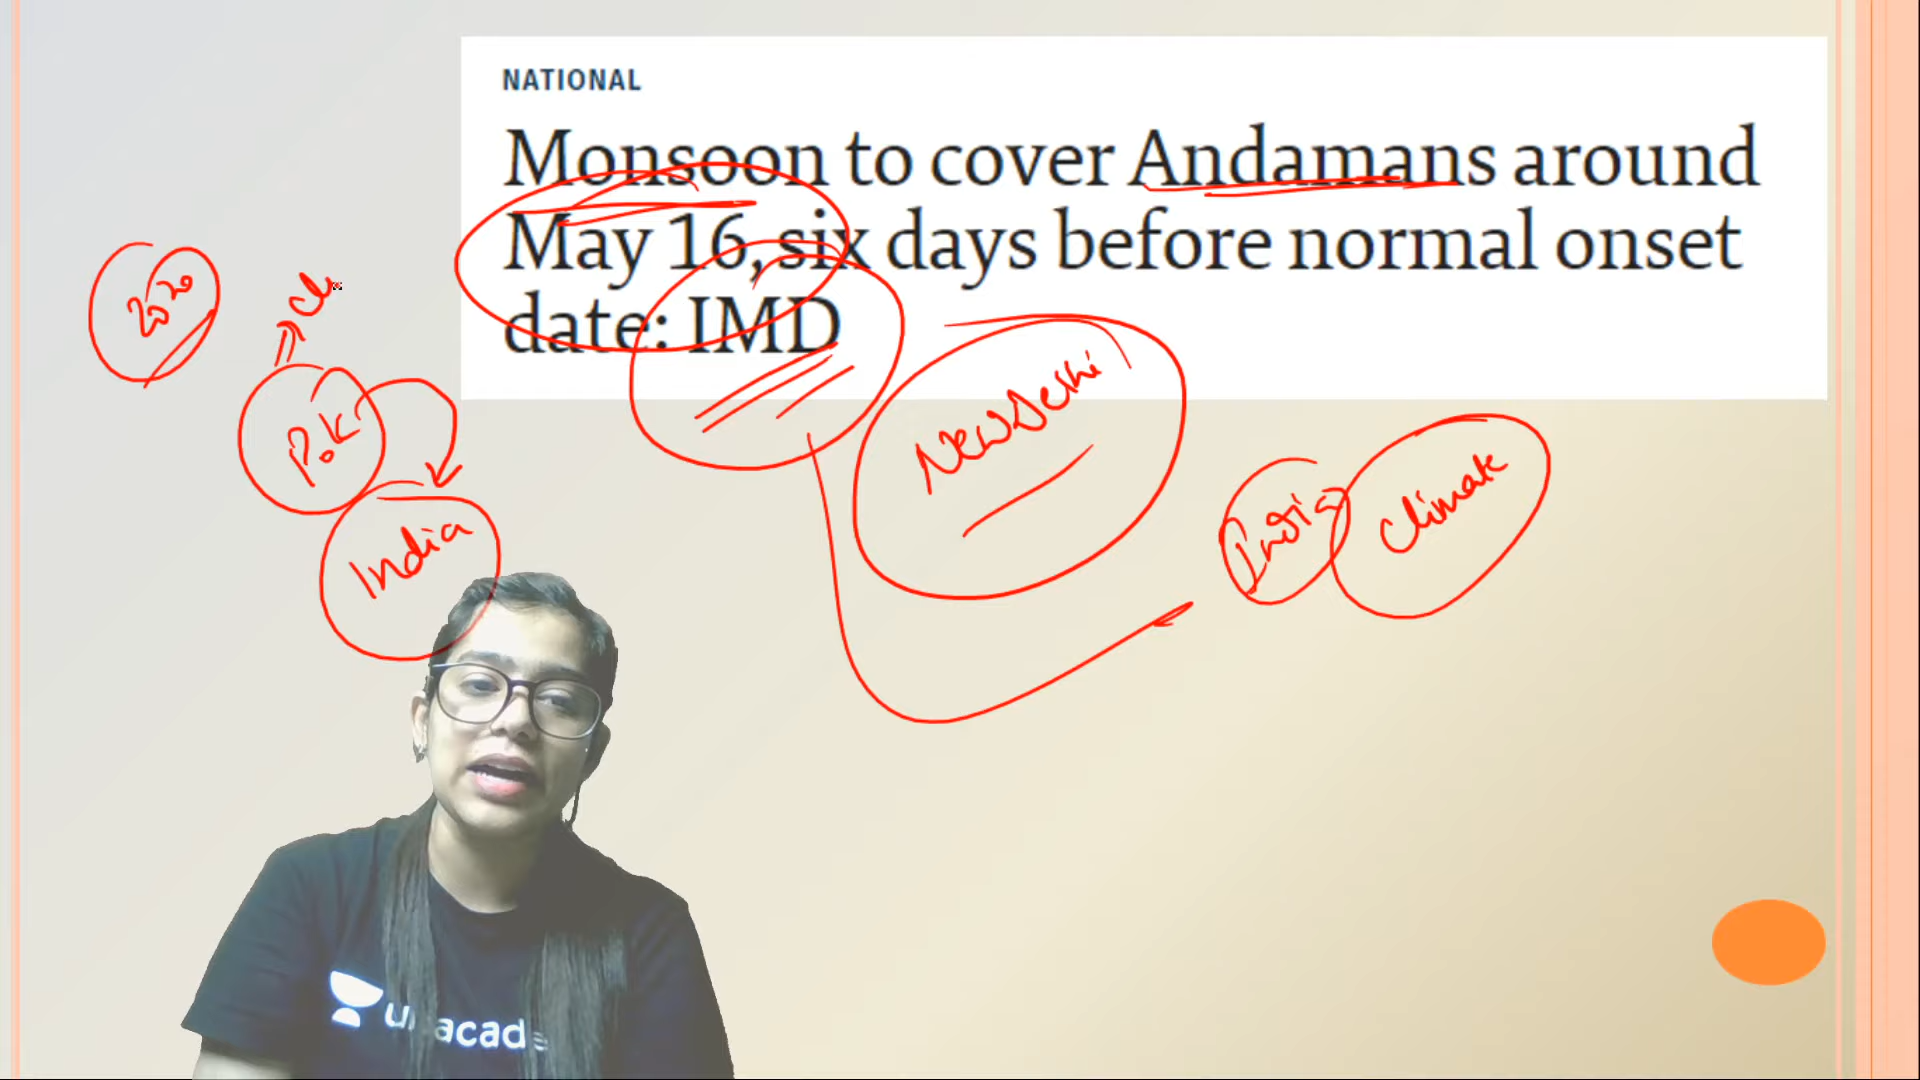 NATIONAL
Monsoon to cover Andamans around
May 16, six days before normal onset
date: IMD
2020
PoK
India
New Delhi
India
Climate
unacade